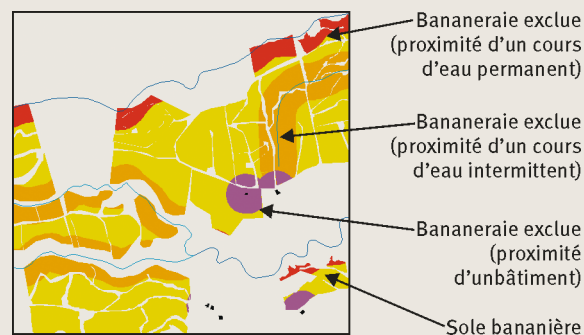 Bananeraie exclue
(proximité d'un cours
d'eau permanent)
Bananeraie exclue
(proximité d'un cours
d'eau intermittent)
Bananeraie exclue
(proximité
d'unbâtiment)
Sole bananière